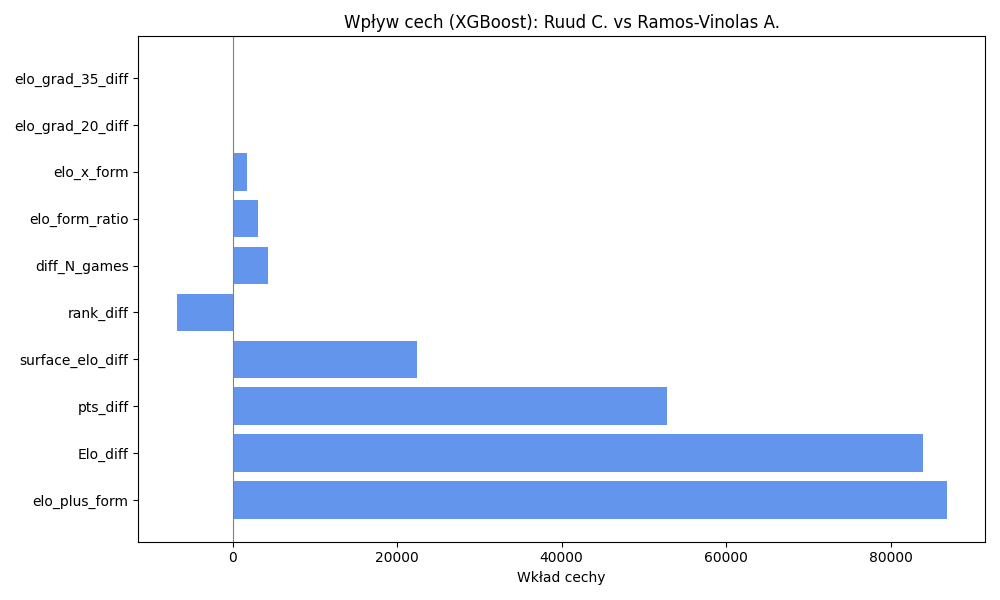 Wpływ cech (XGBoost): Ruud C. vs Ramos-Vinolas A.
elo_grad_35_diff
elo_grad_20_diff
elo_x_form
elo_form_ratio
diff_N_games
rank_diff
surface_elo_diff
pts_diff
Elo_diff
elo_plus_form
0 20000 40000 60000 80000
Wkład cechy